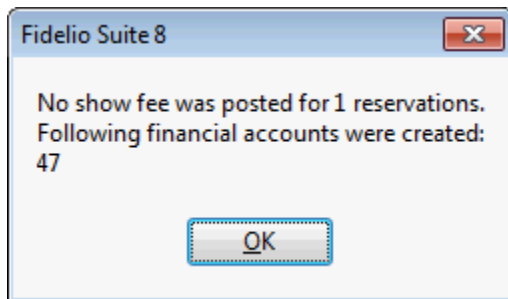 Fidelio Suite 8
No show fee was posted for 1 reservations.
Following financial accounts were created:
47
OK